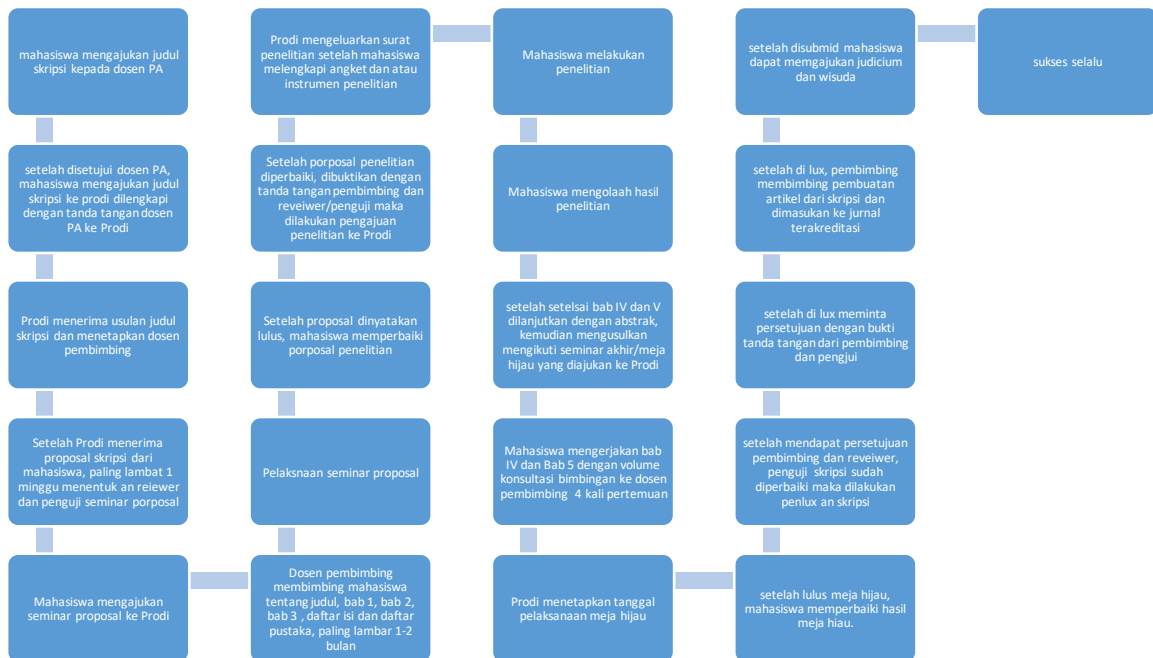 mahasiswa mengajukan judul
skripsi kepada dosen PA
setelah disetujui dosen PA,
mahasiswa mengajukan judul
skripsi ke prodi dilengkapi
dengan tanda tangan dosen
PA ke Prodi
Prodi menerima usulan judul
skripsi dan menetapkan dosen
pembimbing
Setelah Prodi menerima
proposal skripsi dari
mahasiswa, paling lambat 1
minggu menentuk an reiewer
dan penguji seminar porposal
Mahasiswa mengajukan
seminar proposal ke Prodi
Dosen pembimbing
membimbing mahasiswa
tentang judul, bab 1, bab 2,
bab 3 , daftar isi dan daftar
pustaka, paling lambar 1-2
bulan
Pelaksnaan seminar proposal
Setelah proposal dinyatakan
lulus, mahasiswa memperbaiki
porposal penelitian
Setelah porposal penelitian
diperbaiki, dibuktikan dengan
tanda tangan pembimbing dan
reveiwer/penguji maka
dilakukan pengajuan
penelitian ke Prodi
Prodi mengeluarkan surat
penelitian setelah mahasiswa
melengkapi angket dan atau
instrumen penelitian
Mahasiswa melakukan
penelitian
Mahasiswa mengolaah hasil
penelitian
setelah setelsai bab IV dan V
dilanjutkan dengan abstrak,
kemudian mengusulkan
mengikuti seminar akhir/meja
hijau yang diajukan ke Prodi
Mahasiswa mengerjakan bab
IV dan Bab 5 dengan volume
konsultasi bimbingan ke dosen
pembimbing 4 kali pertemuan
Prodi menetapkan tanggal
pelaksanaan meja hijau
setelah lulus meja hijau,
mahasiswa memperbaiki hasil
meja hiau.
setelah mendapat persetujuan
pembimbing dan reveiwer,
penguji skripsi sudah
diperbaiki maka dilakukan
penlux an skripsi
setelah di lux meminta
persetujuan dengan bukti
tanda tangan dari pembimbing
dan pengjui
setelah di lux, pembimbing
membimbing pembuatan
artikel dari skripsi dan
dimasukan ke jurnal
terakreditasi
setelah disubmid mahasiswa
dapat memgajukan judicium
dan wisuda
sukses selalu